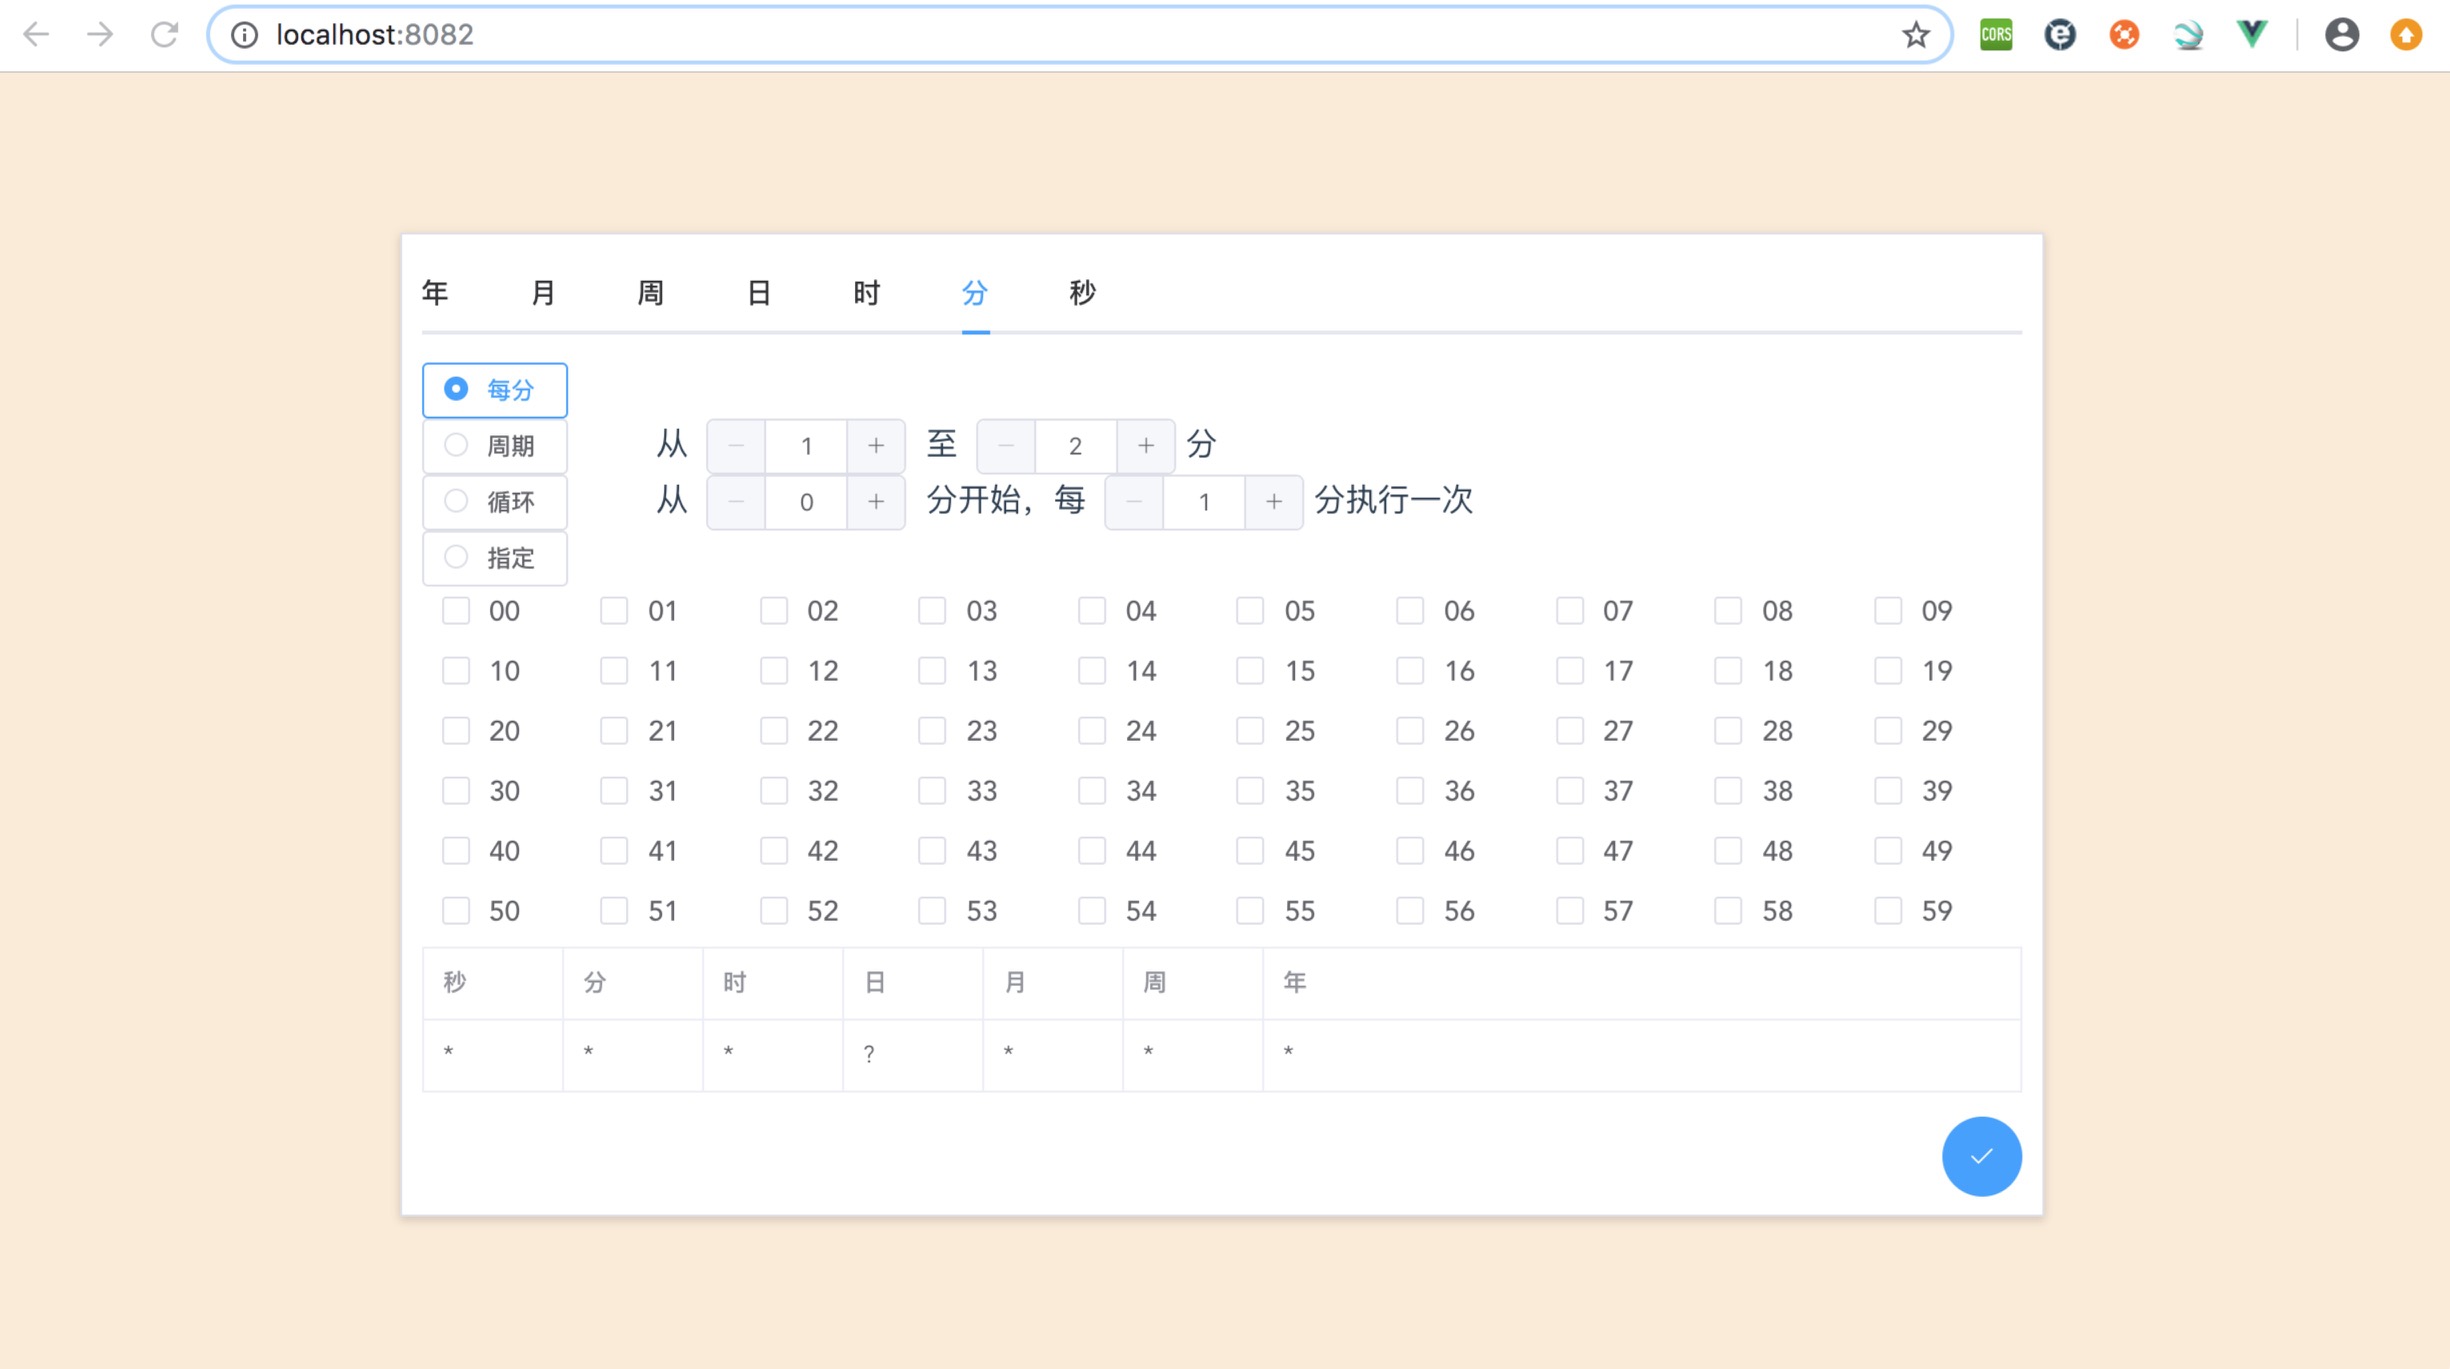 localhost:8082
CORS
年 月 周 日 时 分 秒
每分
周期 从 − 1 + 至 − 2 + 分
循环 从 − 0 + 分开始，每 − 1 + 分执行一次
指定
00 01 02 03 04 05 06 07 08 09
10 11 12 13 14 15 16 17 18 19
20 21 22 23 24 25 26 27 28 29
30 31 32 33 34 35 36 37 38 39
40 41 42 43 44 45 46 47 48 49
50 51 52 53 54 55 56 57 58 59
秒 分 时 日 月 周 年
* * * ? * * *